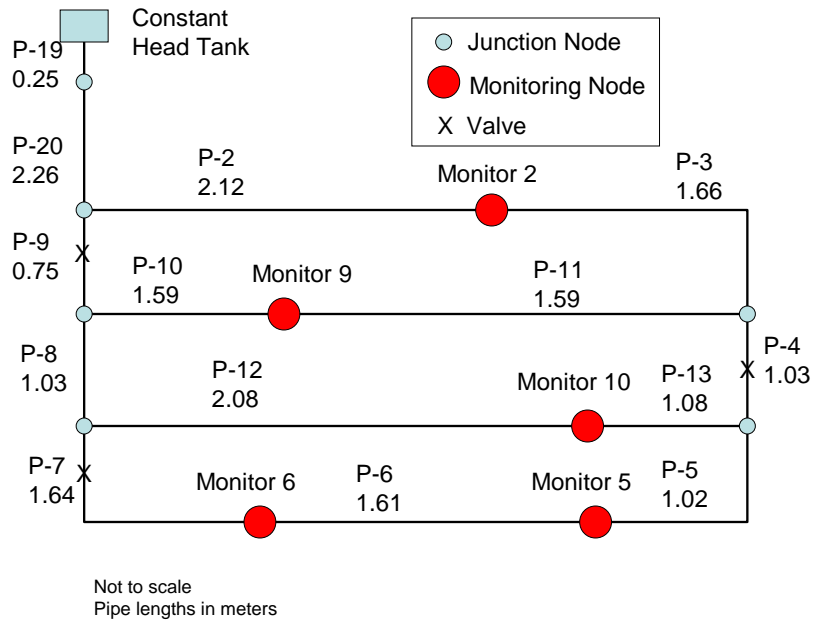 Constant
Head Tank
P-19
0.25
Junction Node
Monitoring Node
X Valve
P-20
2.26
P-2
2.12
Monitor 2
P-3
1.66
P-9
0.75
X
P-10
1.59
Monitor 9
P-11
1.59
P-8
1.03
P-12
2.08
Monitor 10
P-13
1.08
X
P-4
1.03
P-7
1.64
X
Monitor 6
P-6
1.61
Monitor 5
P-5
1.02
Not to scale
Pipe lengths in meters